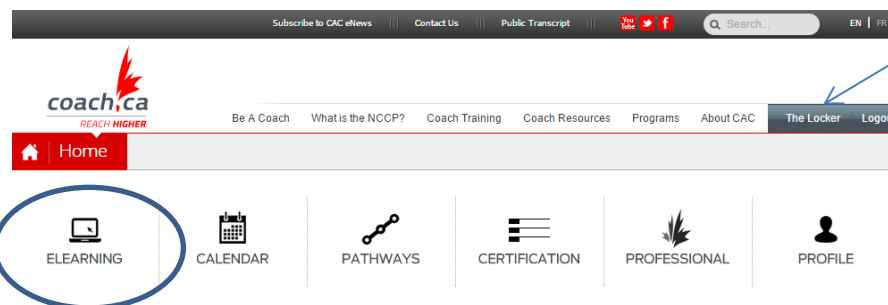 Subscribe to CAC eNews ||| Contact Us ||| Public Transcript ||| You Tube Search... EN | FR
coach.ca
REACH HIGHER
Be A Coach What is the NCCP? Coach Training Coach Resources Programs About CAC The Locker Logou
Home
ELEARNING CALENDAR PATHWAYS CERTIFICATION PROFESSIONAL PROFILE